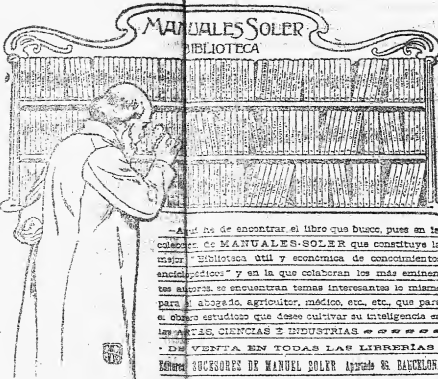 MANUALES SOLER
BIBLIOTECA
—Aquí he de encontrar el libro que busco, pues en la
colección de MANUALES-SOLER que constituye la
mejor "Biblioteca útil y económica de conocimientos
enciclopédicos" y en la que colaboran los más eminen-
tes autores, se encuentran temas interesantes lo mismo
para el abogado, agricultor, médico, etc., etc., que para
el obrero estudioso que desee cultivar su inteligencia en
las ARTES, CIENCIAS É INDUSTRIAS
DE VENTA EN TODAS LAS LIBRERÍAS
Editores SUCESORES DE MANUEL SOLER Apartado 89. BARCELONA